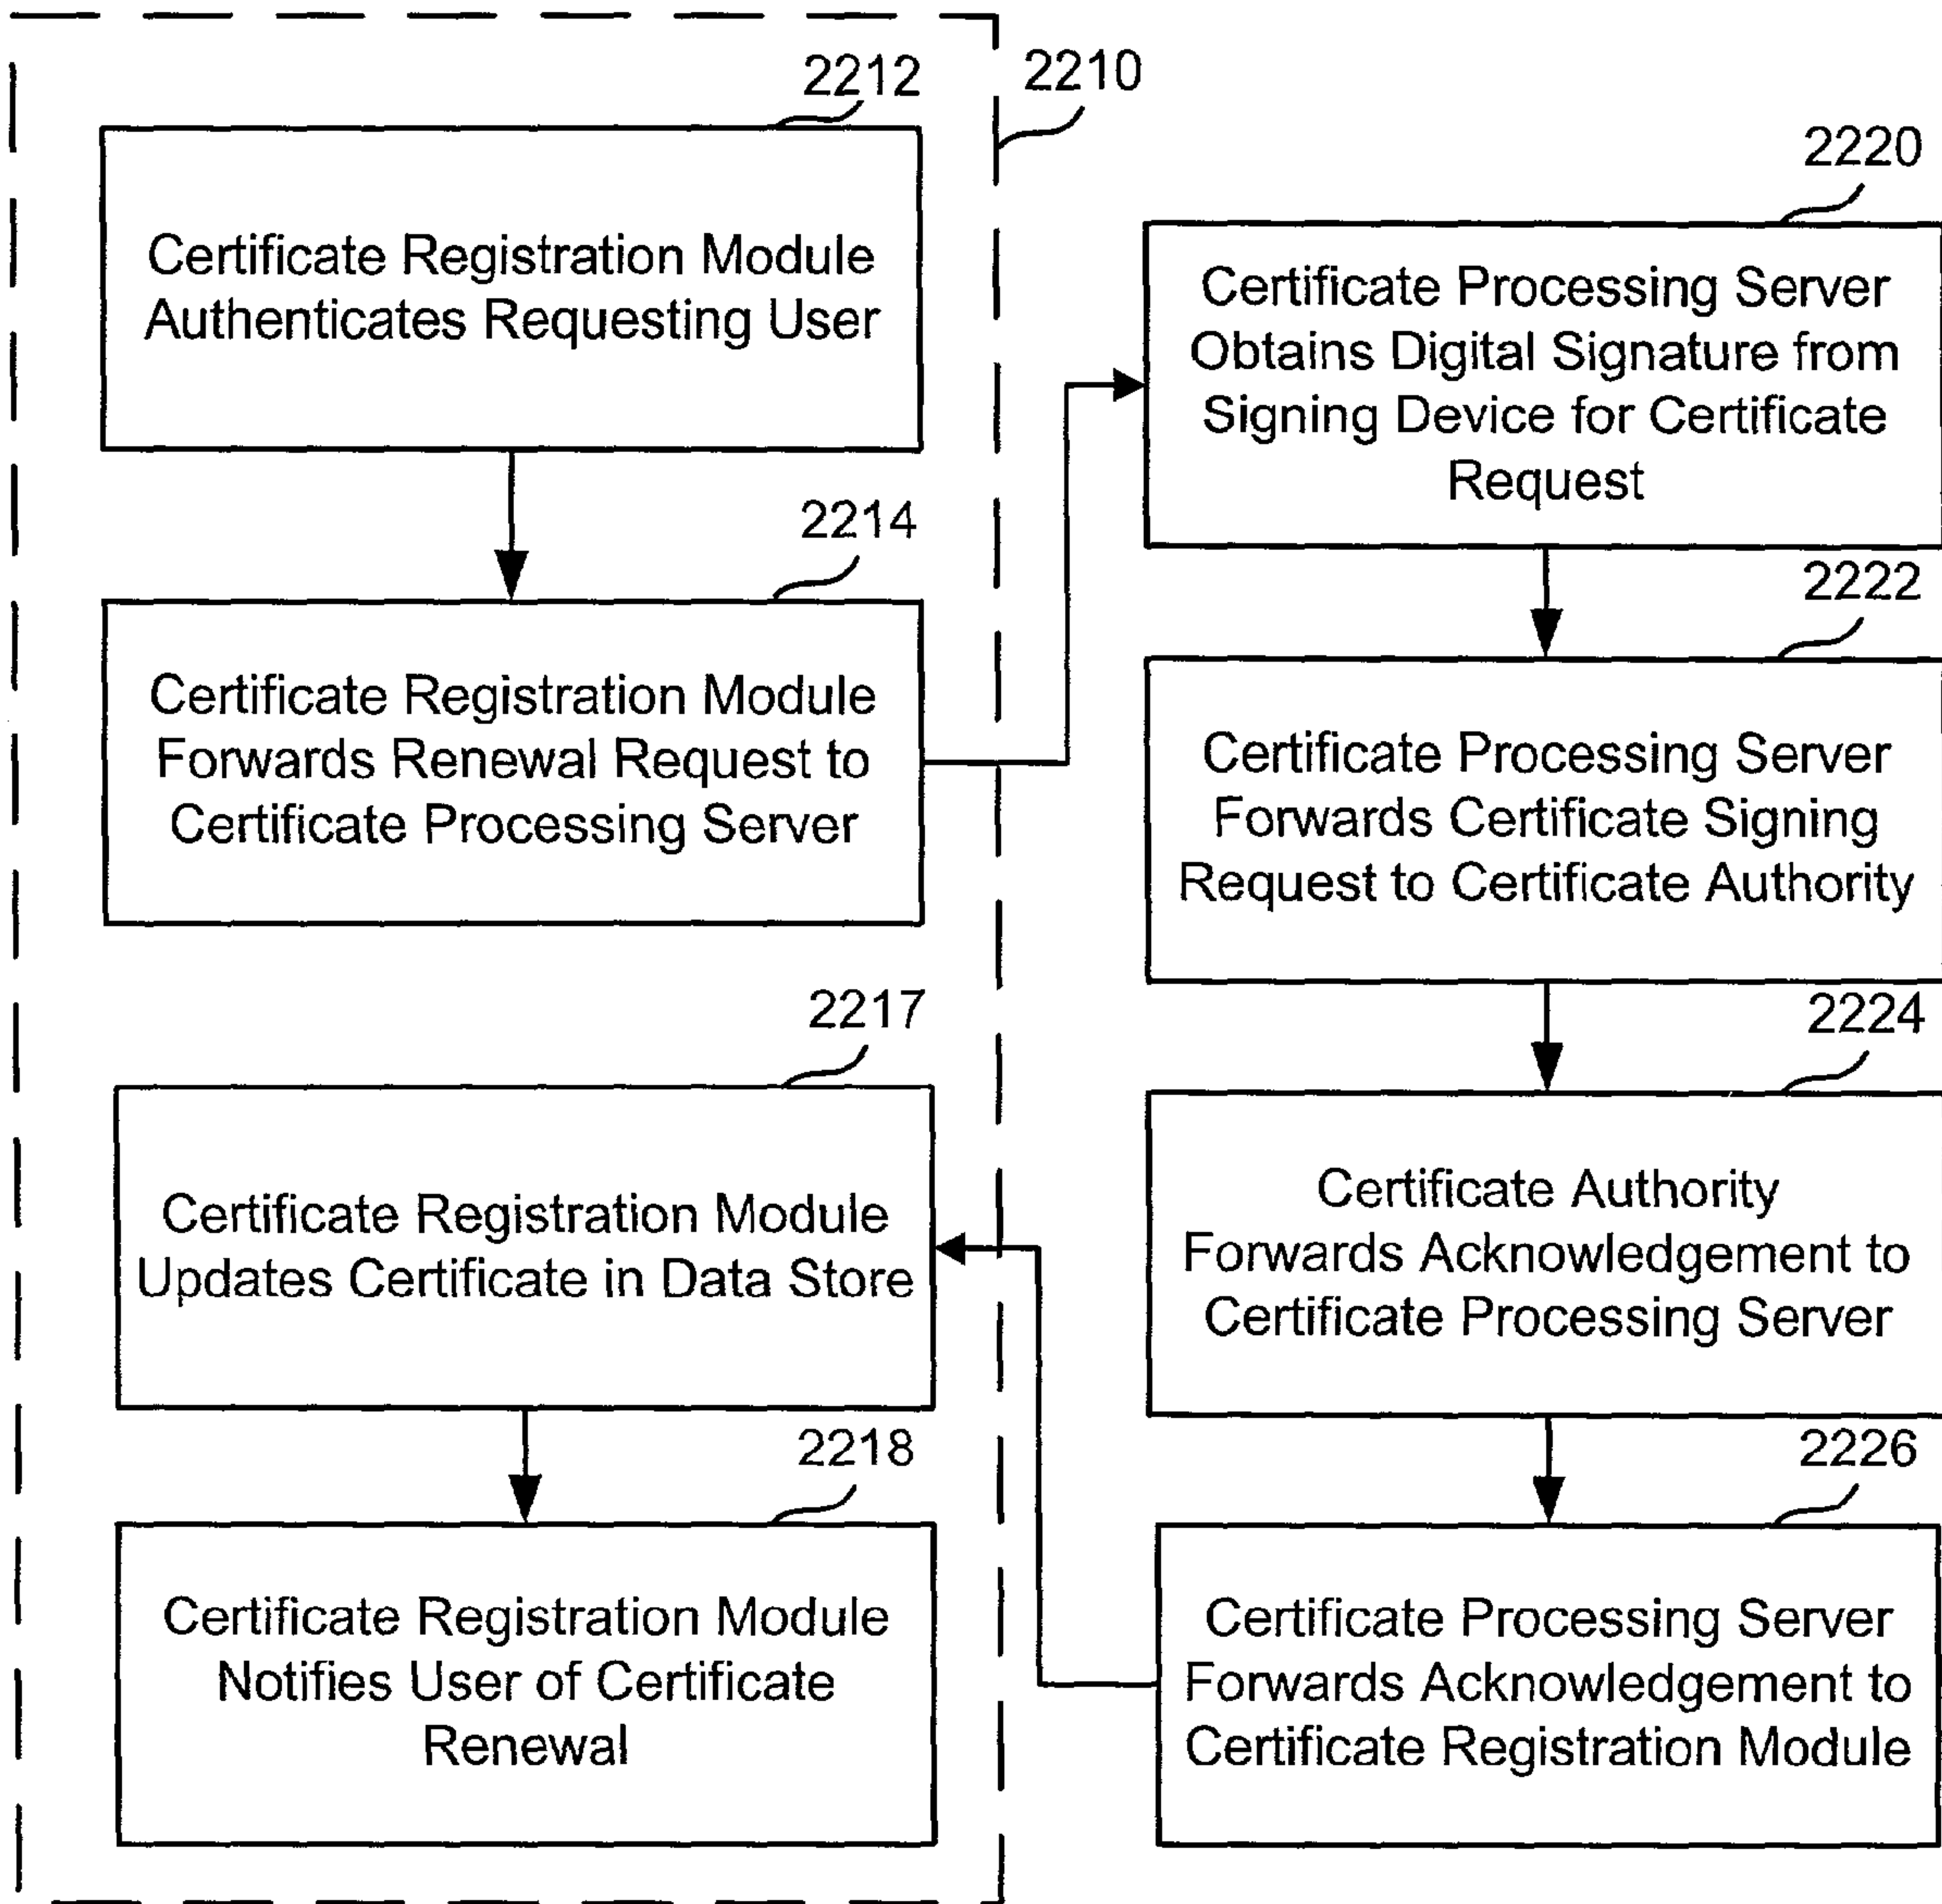 2210
2212
Certificate Registration Module
Authenticates Requesting User
2214
Certificate Registration Module
Forwards Renewal Request to
Certificate Processing Server
2220
Certificate Processing Server
Obtains Digital Signature from
Signing Device for Certificate
Request
2222
Certificate Processing Server
Forwards Certificate Signing
Request to Certificate Authority
2224
Certificate Authority
Forwards Acknowledgement to
Certificate Processing Server
2226
Certificate Processing Server
Forwards Acknowledgement to
Certificate Registration Module
2217
Certificate Registration Module
Updates Certificate in Data Store
2218
Certificate Registration Module
Notifies User of Certificate
Renewal